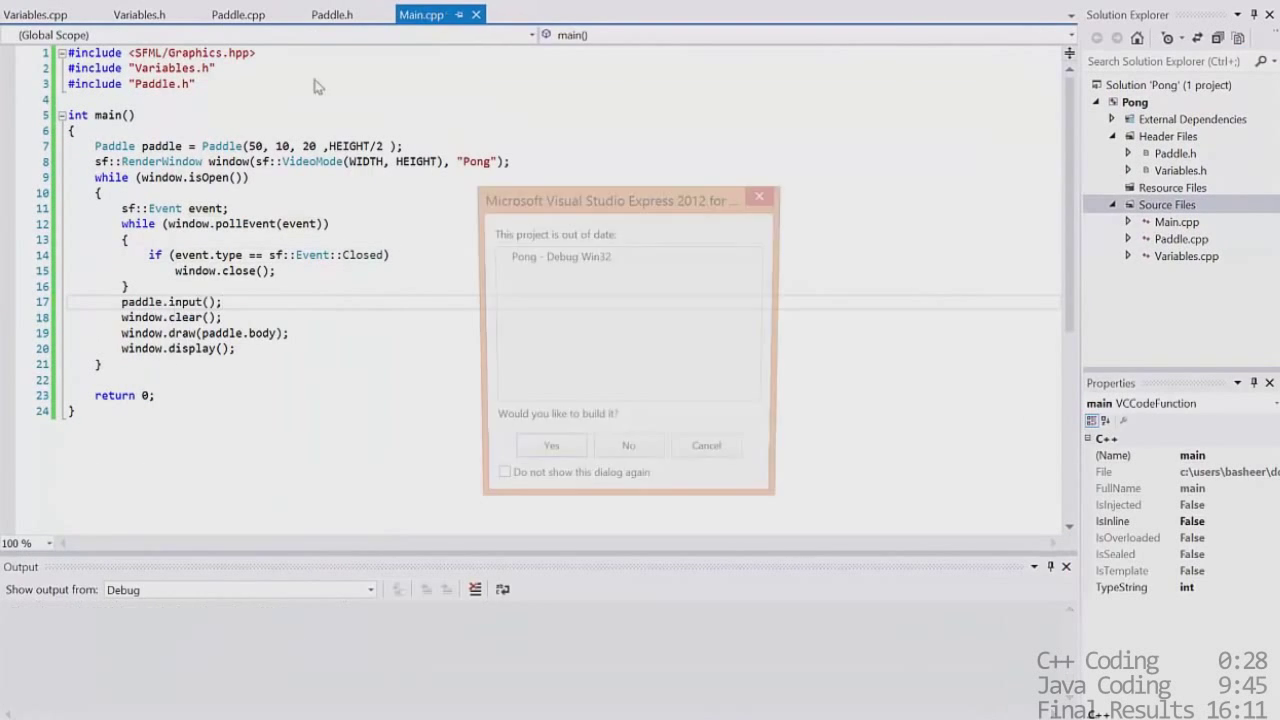 Variables.cpp Variables.h Paddle.cpp Paddle.h Main.cpp
(Global Scope) main()
1 #include <SFML/Graphics.hpp>
2 #include "Variables.h"
3 #include "Paddle.h"
4
5 int main()
6 {
7 Paddle paddle = Paddle(50, 10, 20 ,HEIGHT/2 );
8 sf::RenderWindow window(sf::VideoMode(WIDTH, HEIGHT), "Pong");
9 while (window.isOpen())
10 {
11 sf::Event event;
12 while (window.pollEvent(event))
13 {
14 if (event.type == sf::Event::Closed)
15 window.close();
16 }
17 paddle.input();
18 window.clear();
19 window.draw(paddle.body);
20 window.display();
21 }
22
23 return 0;
24 }
100 %
Microsoft Visual Studio Express 2012 for ...
This project is out of date:
Pong - Debug Win32
Would you like to build it?
Yes No Cancel
Do not show this dialog again
Output
Show output from: Debug
Solution Explorer
Search Solution Explorer (Ctrl+;)
Solution 'Pong' (1 project)
Pong
External Dependencies
Header Files
Paddle.h
Variables.h
Resource Files
Source Files
Main.cpp
Paddle.cpp
Variables.cpp
Properties
main VCCodeFunction
C++
(Name) main
File c:\users\basheer\do
FullName main
IsInjected False
IsInline False
IsOverloaded False
IsSealed False
IsTemplate False
TypeString int
C++ Coding 0:28
Java Coding 9:45
Final Results 16:11
C++